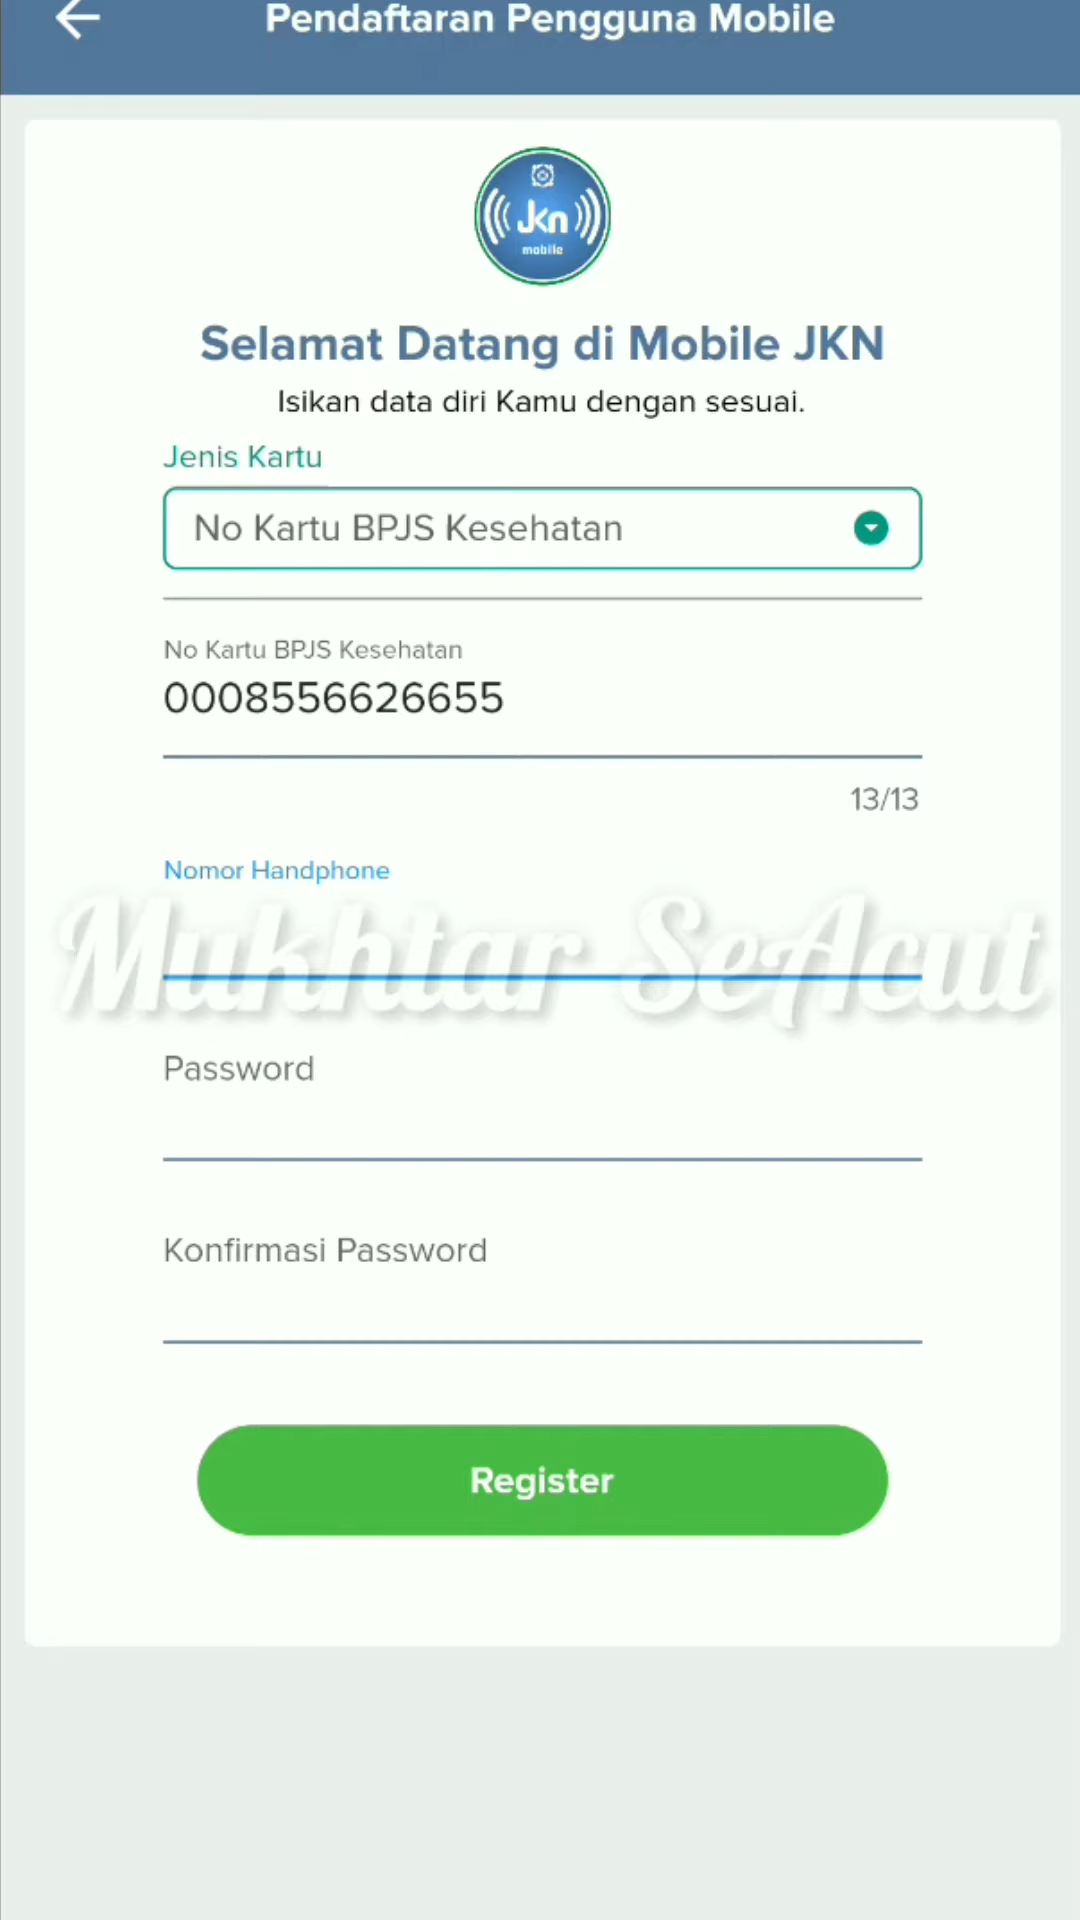 Pendaftaran Pengguna Mobile
Jkn
mobile
Selamat Datang di Mobile JKN
Isikan data diri Kamu dengan sesuai.
Jenis Kartu
No Kartu BPJS Kesehatan
No Kartu BPJS Kesehatan
0008556626655
13/13
Nomor Handphone
Mukhtar SeAcut
Password
Konfirmasi Password
Register